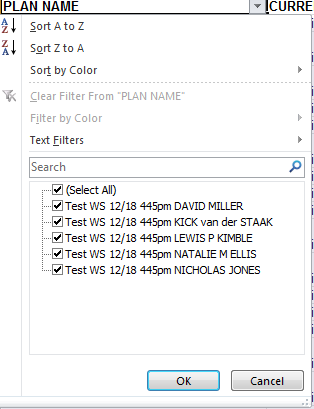 PLAN NAME CURRE
Sort A to Z
Sort Z to A
Sort by Color
Clear Filter From "PLAN NAME"
Filter by Color
Text Filters
Search
(Select All)
Test WS 12/18 445pm DAVID MILLER
Test WS 12/18 445pm KICK van der STAAK
Test WS 12/18 445pm LEWIS P KIMBLE
Test WS 12/18 445pm NATALIE M ELLIS
Test WS 12/18 445pm NICHOLAS JONES
OK Cancel